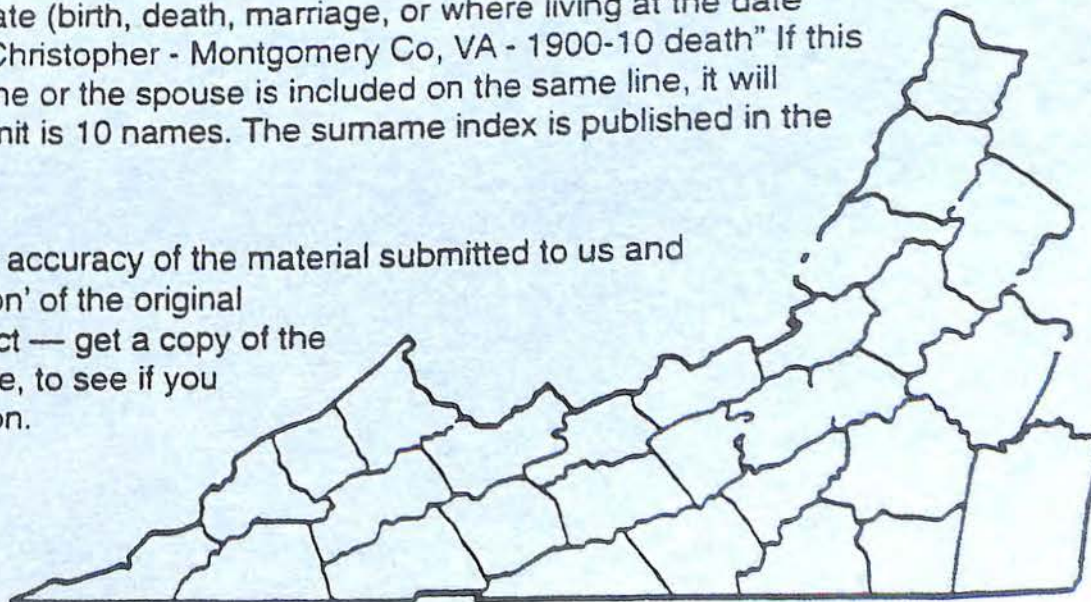 ate (birth, death, marriage, or where living at the date
Christopher - Montgomery Co, VA - 1900-10 death" If this
ne or the spouse is included on the same line, it will
nit is 10 names. The surname index is published in the
accuracy of the material submitted to us and
on' of the original
ct — get a copy of the
e, to see if you
on.